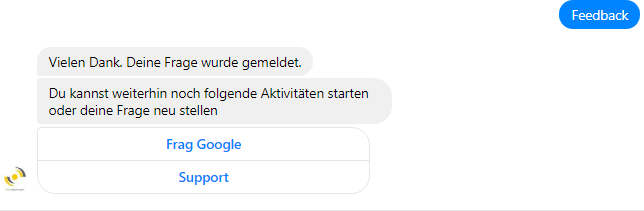 Feedback
Vielen Dank. Deine Frage wurde gemeldet.
Du kannst weiterhin noch folgende Aktivitäten starten
oder deine Frage neu stellen
Frag Google
Support